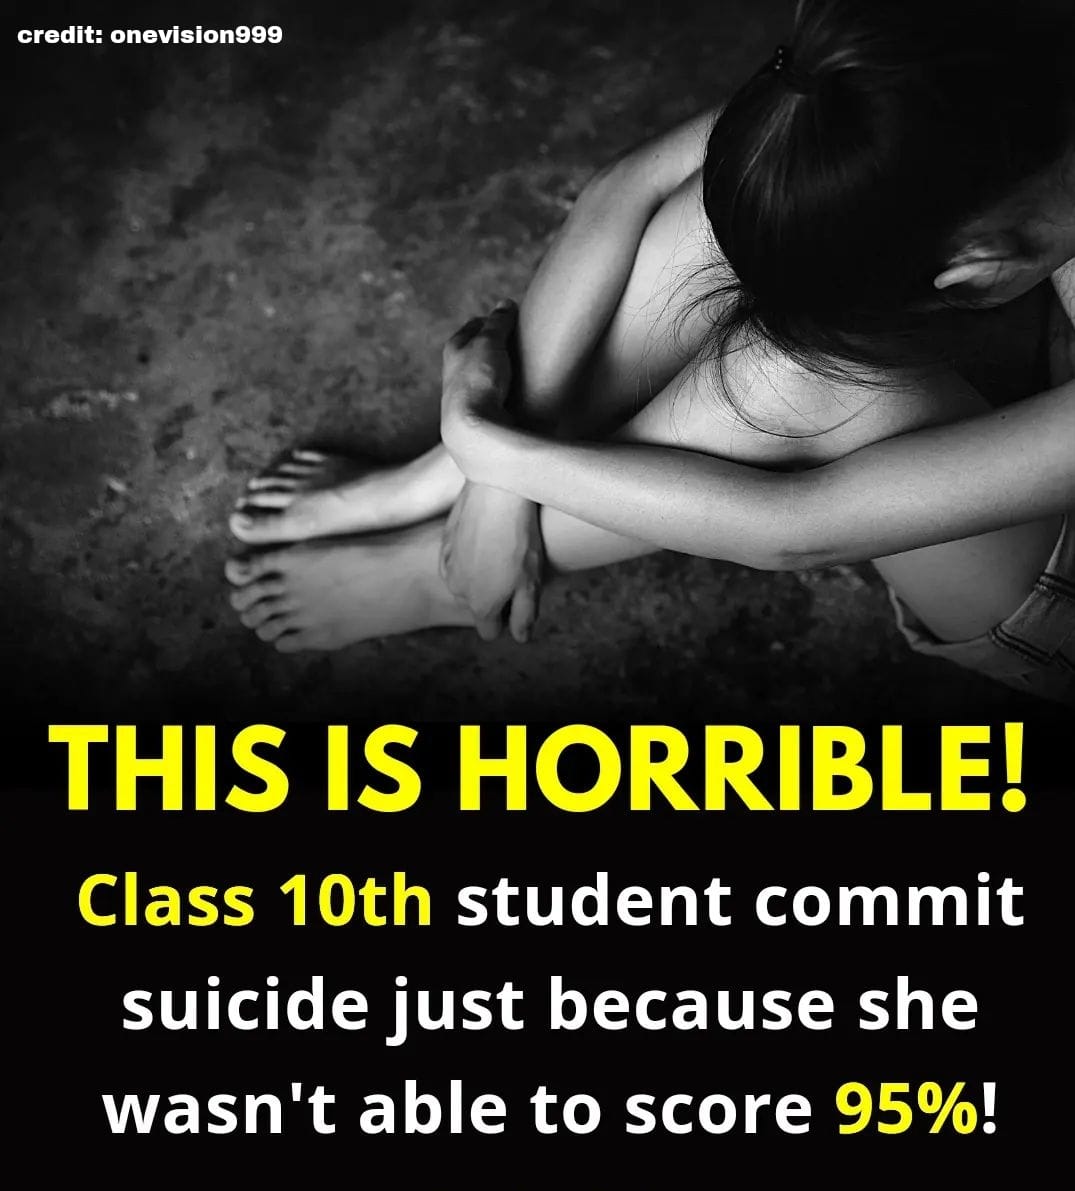 credit: onevision999
THIS IS HORRIBLE!
Class 10th student commit
suicide just because she
wasn't able to score 95%!